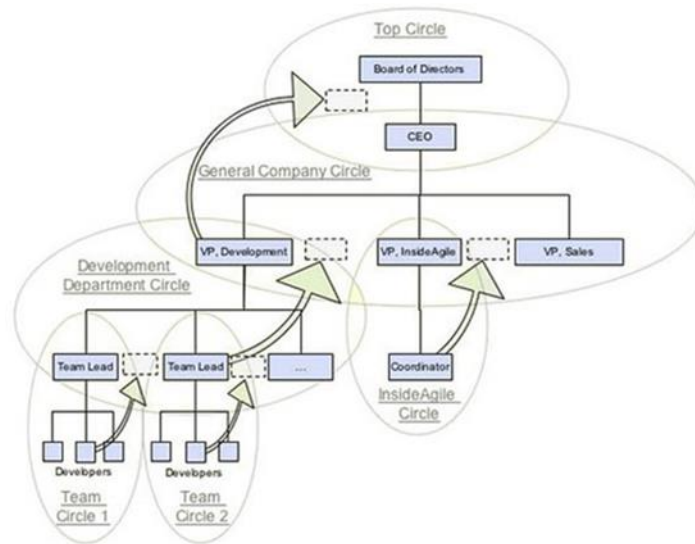 Top Circle
Board of Directors
CEO
General Company Circle
VP, Development
VP, InsideAgile
VP, Sales
Development
Department Circle
Team Lead
Team Lead
...
Coordinator
InsideAgile
Circle
Developers
Developers
Team
Circle 1
Team
Circle 2